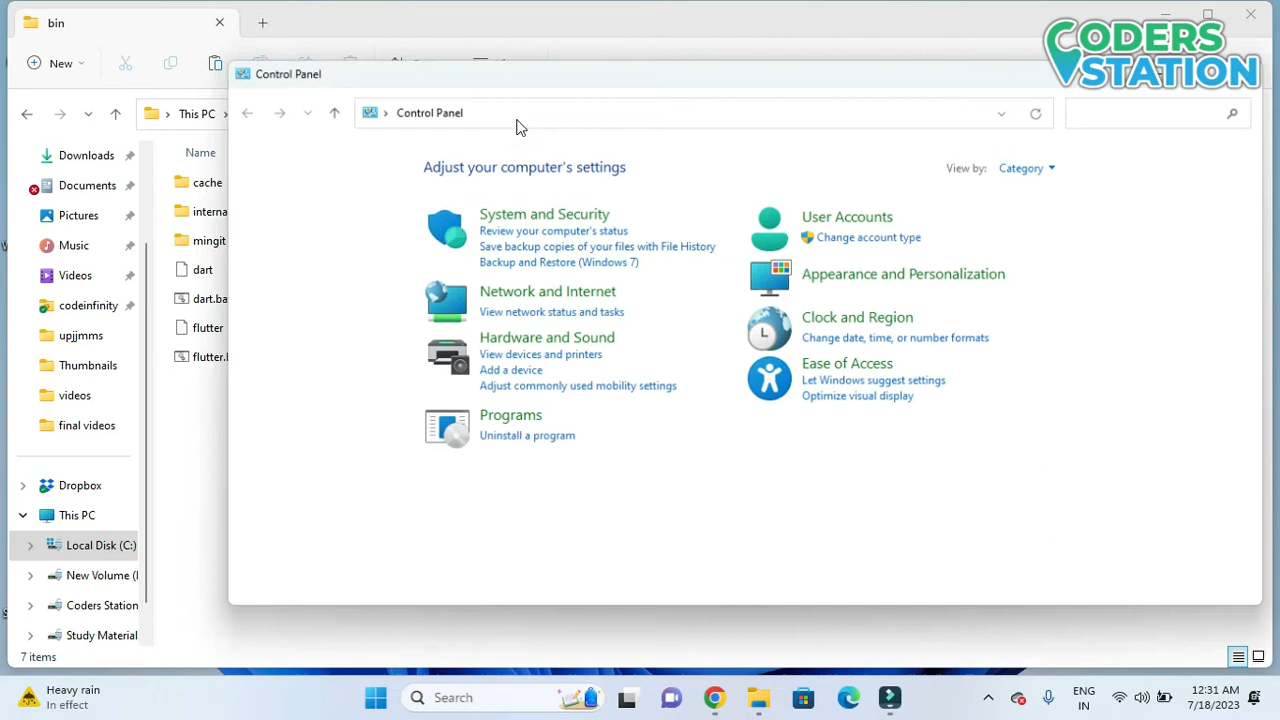 bin
CODERS
STATION
New
Control Panel
This PC
Control Panel
Downloads
Documents
Pictures
Music
Videos
codeinfinity
upjjmms
Thumbnails
videos
final videos
Dropbox
This PC
Local Disk (C:)
New Volume (
Coders Station
Study Material
Name
cache
interna
mingit
dart
dart.ba
flutter
flutter.
Adjust your computer's settings
View by: Category
System and Security
Review your computer's status
Save backup copies of your files with File History
Backup and Restore (Windows 7)
Network and Internet
View network status and tasks
Hardware and Sound
View devices and printers
Add a device
Adjust commonly used mobility settings
Programs
Uninstall a program
User Accounts
Change account type
Appearance and Personalization
Clock and Region
Change date, time, or number formats
Ease of Access
Let Windows suggest settings
Optimize visual display
7 items
Heavy rain
In effect
Search
ENG
IN
12:31 AM
7/18/2023